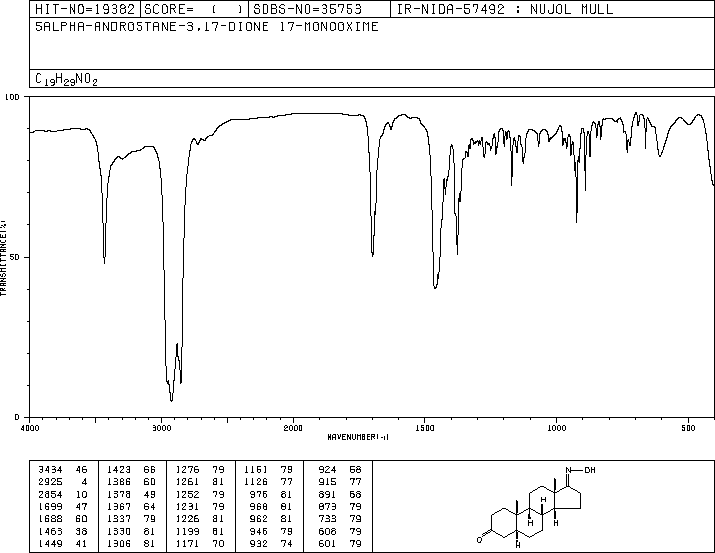 HIT-NO=19382 SCORE= ( ) SDBS-NO=35753 IR-NIDA-57492 : NUJOL MULL
5ALPHA-ANDROSTANE-3,17-DIONE 17-MONOOXIME
C19H29NO2
100
50
0
TRANSMITTANCE(%)
4000 3000 2000 1500 1000 500
WAVENUMBER(-1)
3434 46 1423 66 1276 79 1151 79 924 58
2925 4 1386 60 1261 81 1126 77 915 77
2854 10 1378 49 1252 79 976 81 891 68
1699 47 1367 64 1231 79 968 81 873 79
1688 60 1337 79 1226 81 962 81 733 79
1463 38 1330 81 1199 81 946 79 608 79
1449 41 1306 81 1171 70 932 74 601 79
N OH
H
H H
O
H